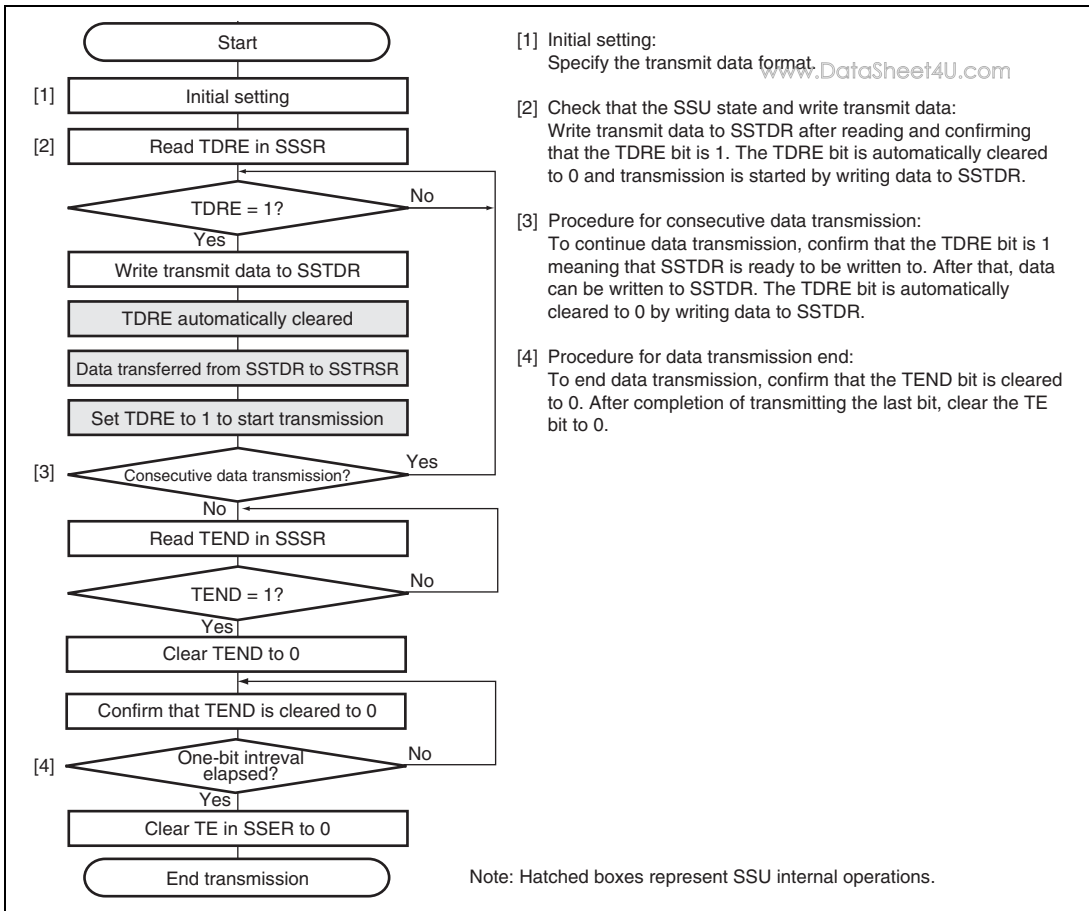 Start
[1] Initial setting
[2] Read TDRE in SSSR
TDRE = 1?
No
Yes
Write transmit data to SSTDR
TDRE automatically cleared
Data transferred from SSTDR to SSTRSR
Set TDRE to 1 to start transmission
[3] Consecutive data transmission?
Yes
No
Read TEND in SSSR
TEND = 1?
No
Yes
Clear TEND to 0
Confirm that TEND is cleared to 0
[4] One-bit intreval
elapsed?
No
Yes
Clear TE in SSER to 0
End transmission
[1] Initial setting:
Specify the transmit data format.
www.DataSheet4U.com
[2] Check that the SSU state and write transmit data:
Write transmit data to SSTDR after reading and confirming
that the TDRE bit is 1. The TDRE bit is automatically cleared
to 0 and transmission is started by writing data to SSTDR.
[3] Procedure for consecutive data transmission:
To continue data transmission, confirm that the TDRE bit is 1
meaning that SSTDR is ready to be written to. After that, data
can be written to SSTDR. The TDRE bit is automatically
cleared to 0 by writing data to SSTDR.
[4] Procedure for data transmission end:
To end data transmission, confirm that the TEND bit is cleared
to 0. After completion of transmitting the last bit, clear the TE
bit to 0.
Note: Hatched boxes represent SSU internal operations.